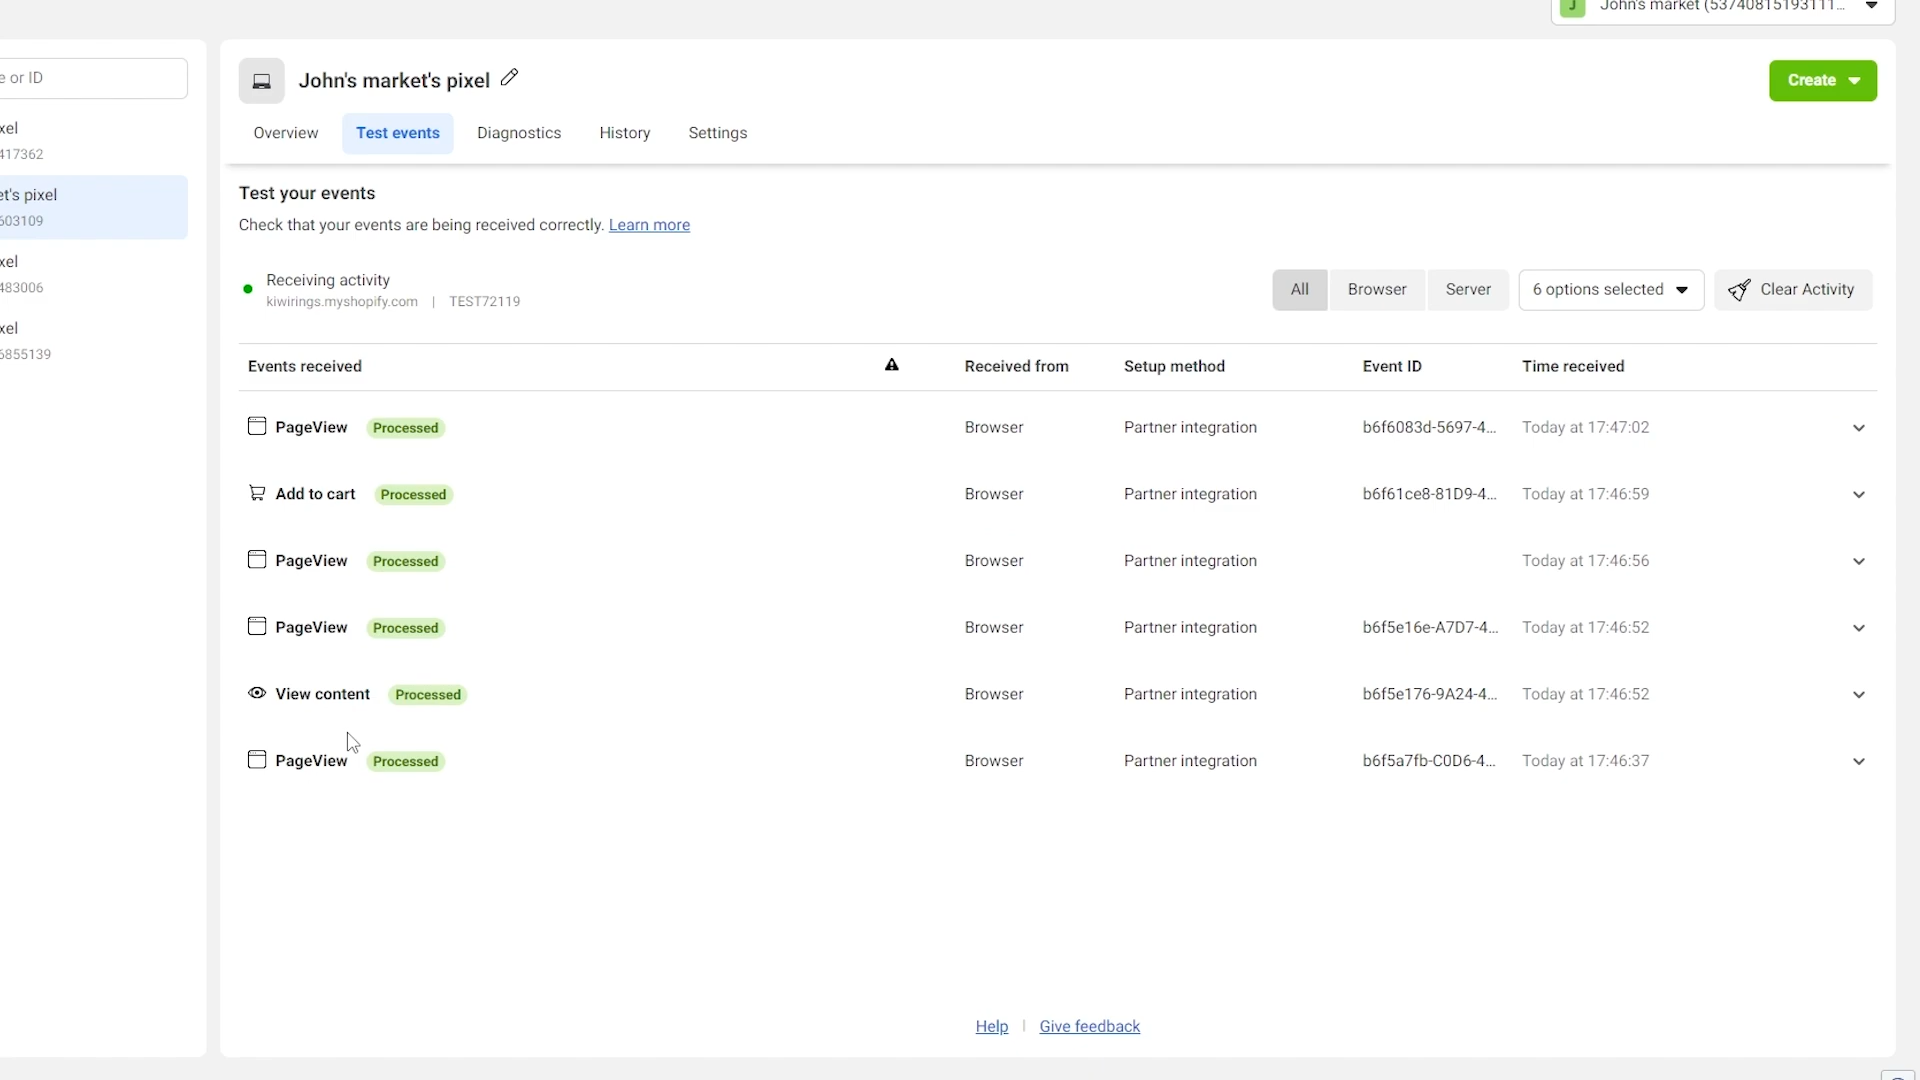 J John's market (53740815193111...
e or ID
xel
417362
et's pixel
603109
xel
483006
xel
6855139
John's market's pixel
Create
Overview Test events Diagnostics History Settings
Test your events
Check that your events are being received correctly. Learn more
Receiving activity
kiwirings.myshopify.com | TEST72119
All Browser Server 6 options selected Clear Activity
Events received Received from Setup method Event ID Time received
PageView Processed Browser Partner integration b6f6083d-5697-4... Today at 17:47:02
Add to cart Processed Browser Partner integration b6f61ce8-81D9-4... Today at 17:46:59
PageView Processed Browser Partner integration Today at 17:46:56
PageView Processed Browser Partner integration b6f5e16e-A7D7-4... Today at 17:46:52
View content Processed Browser Partner integration b6f5e176-9A24-4... Today at 17:46:52
PageView Processed Browser Partner integration b6f5a7fb-C0D6-4... Today at 17:46:37
Help | Give feedback